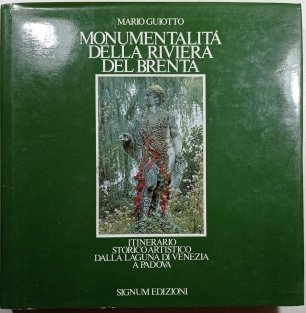 MARIO GUIOTTO
MONUMENTALITÀ
DELLA RIVIERA
DEL BRENTA
ITINERARIO
STORICO ARTISTICO
DALLA LAGUNA DI VENEZIA
A PADOVA
SIGNUM EDIZIONI